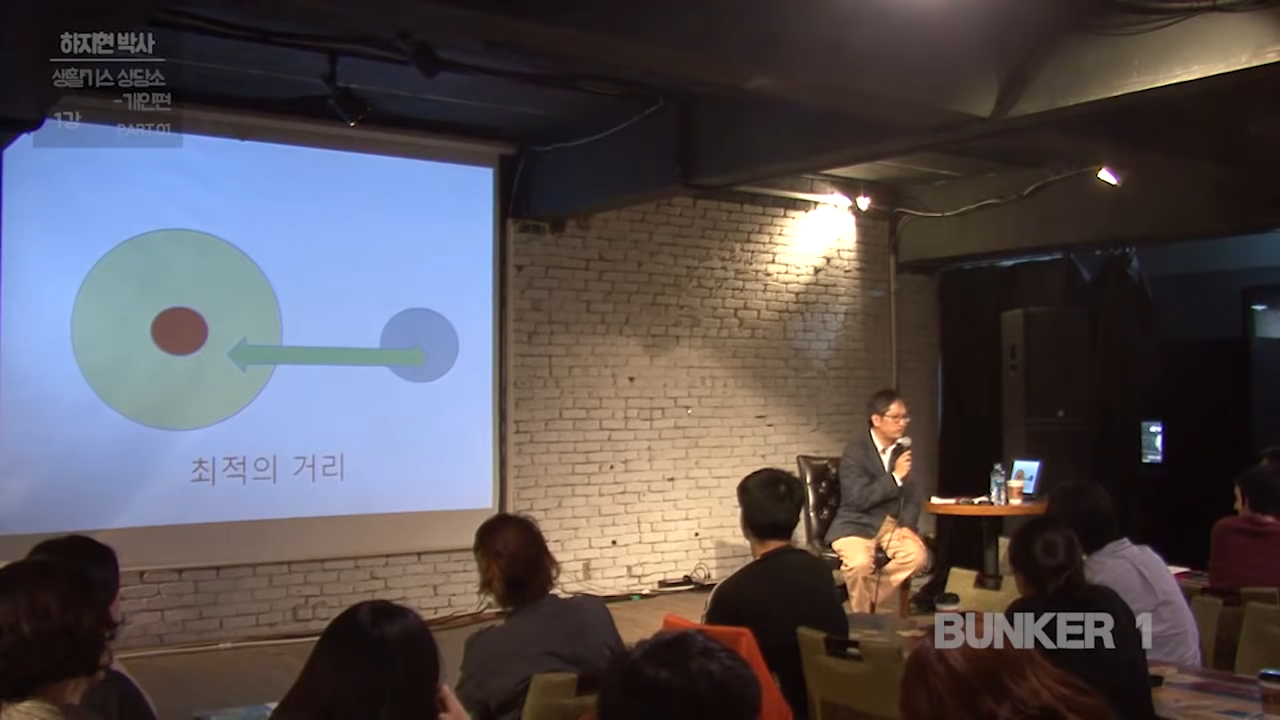 하지현 박사
생활기스 상담소
-개인편
1강 PART 01
최적의 거리
BUNKER 1